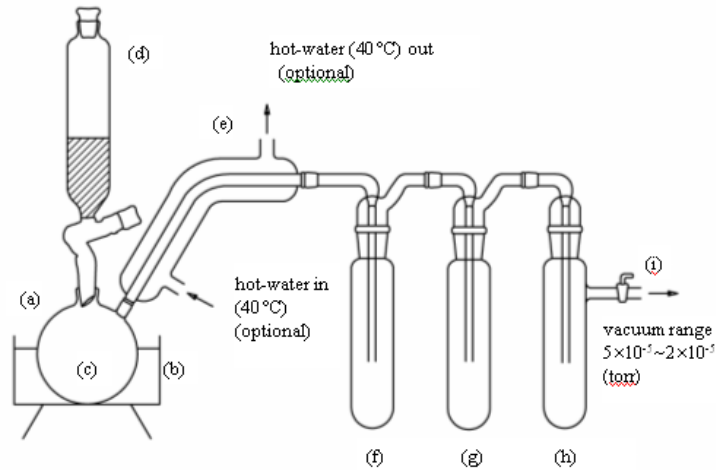 (d)
hot-water (40 °C) out
(optional)
(e)
(a)
(c)
(b)
hot-water in
(40 °C)
(optional)
(i)
vacuum range
5×10⁻⁵~2×10⁻⁵
(torr)
(f)
(g)
(h)